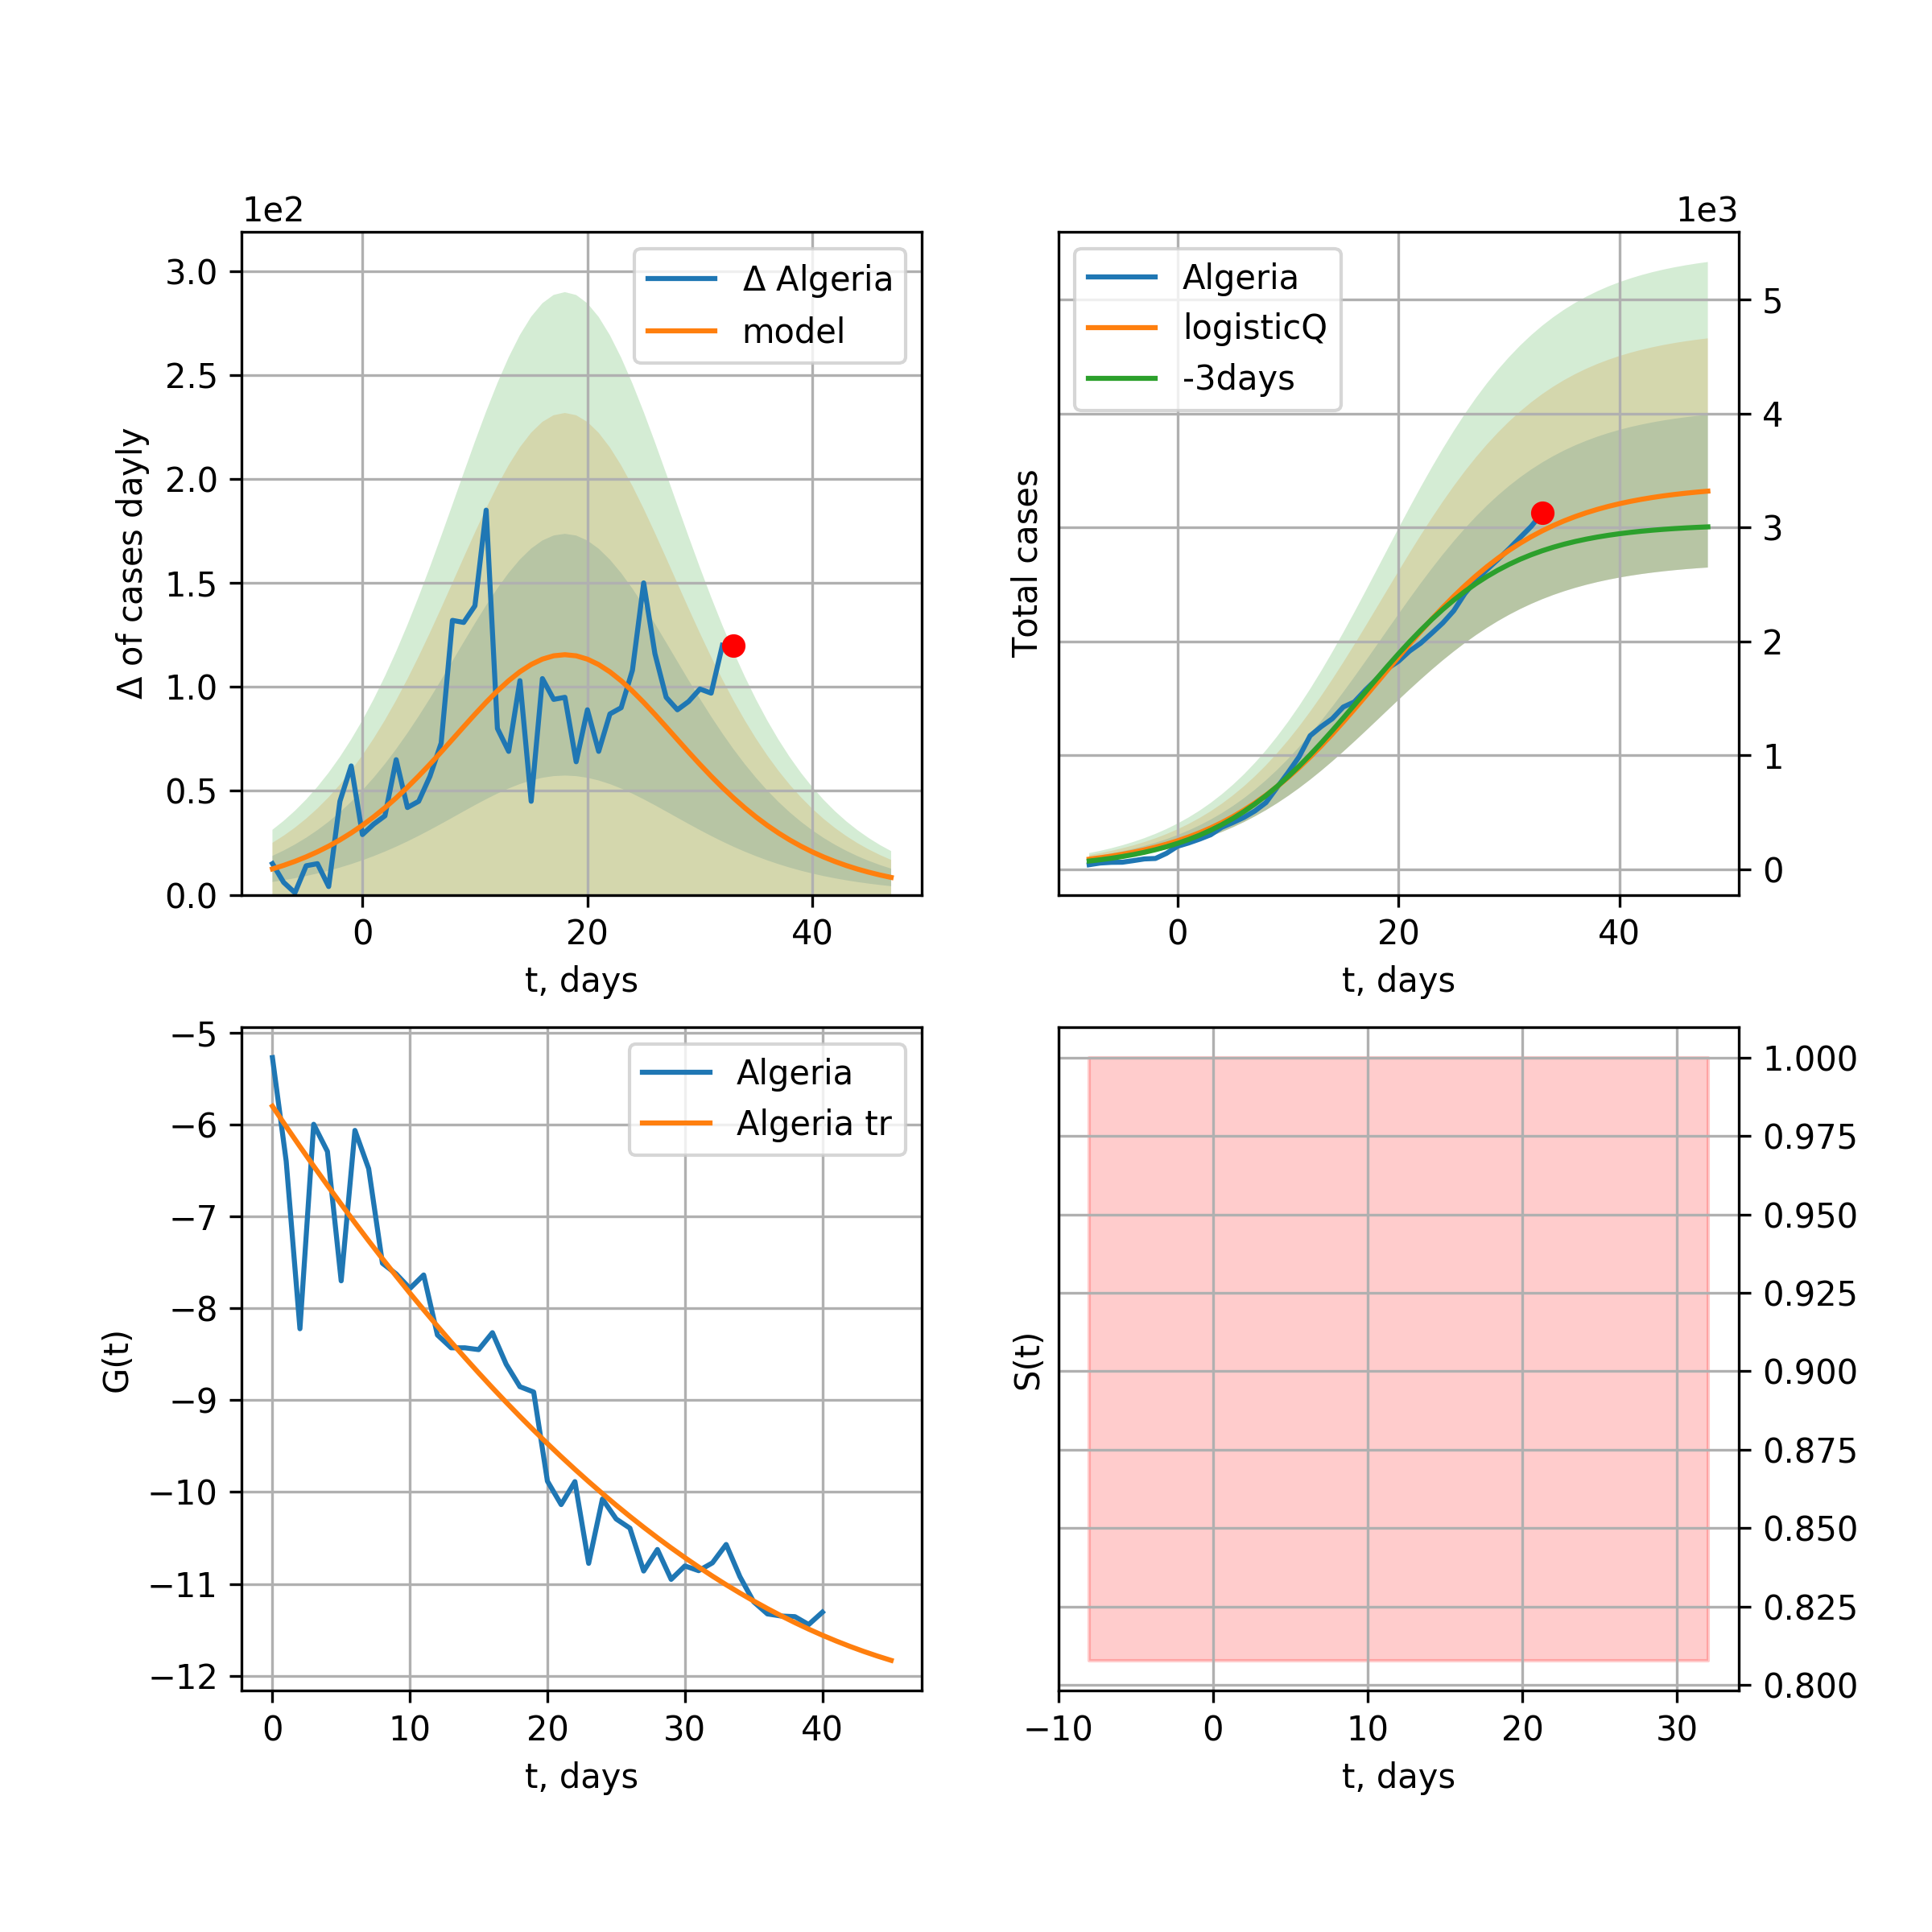 1e2
3.0
2.5
2.0
1.5
1.0
0.5
0.0
Δ of cases dayly
Δ Algeria
model
0 20 40
t, days
1e3
Algeria
logisticQ
-3days
Total cases
5
4
3
2
1
0
0 20 40
t, days
−5
−6
−7
−8
−9
−10
−11
−12
G(t)
Algeria
Algeria tr
0 10 20 30 40
t, days
S(t)
1.000
0.975
0.950
0.925
0.900
0.875
0.850
0.825
0.800
−10 0 10 20 30
t, days